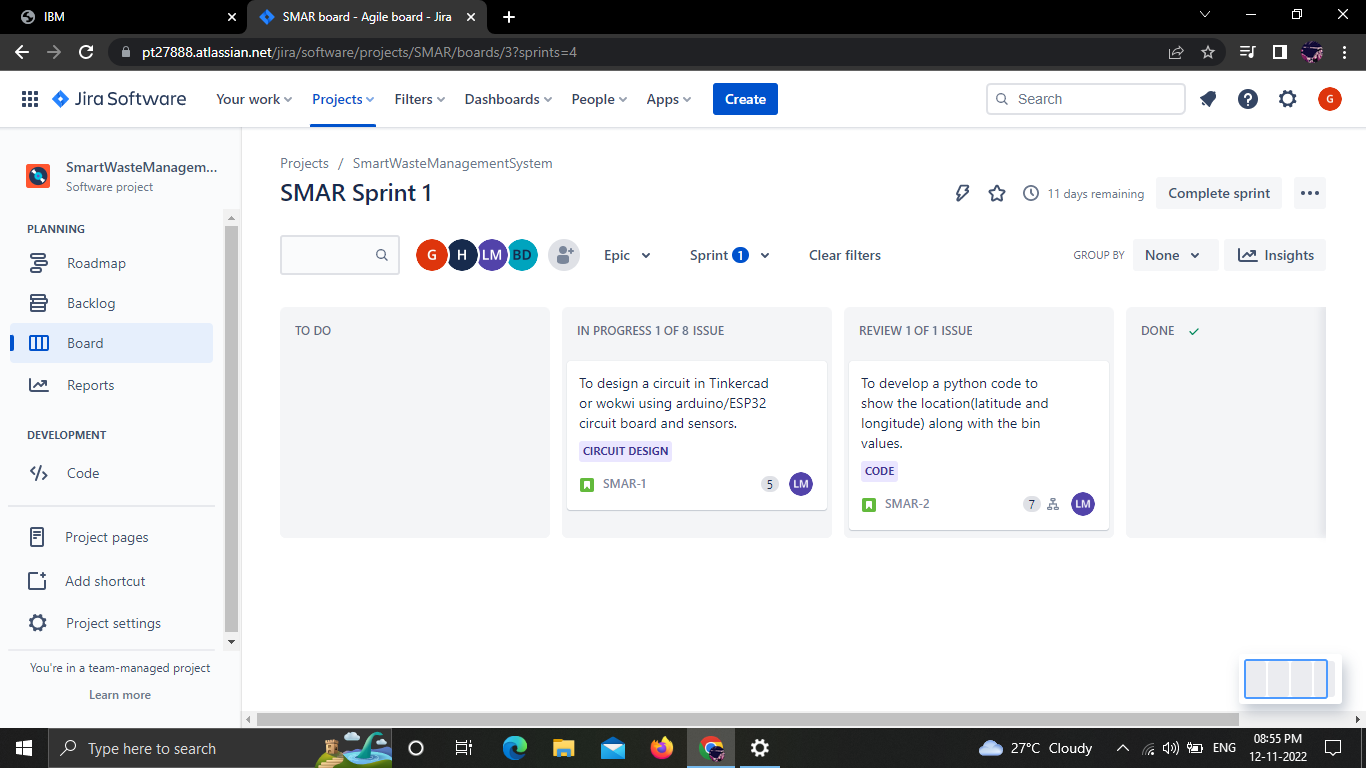 IBM
SMAR board - Agile board - Jira
pt27888.atlassian.net/jira/software/projects/SMAR/boards/3?sprints=4
Jira Software
Your work
Projects
Filters
Dashboards
People
Apps
Create
Search
G
SmartWasteManagem...
Software project
PLANNING
Roadmap
Backlog
Board
Reports
DEVELOPMENT
Code
Project pages
Add shortcut
Project settings
You're in a team-managed project
Learn more
Projects / SmartWasteManagementSystem
SMAR Sprint 1
11 days remaining
Complete sprint
G H LM BD
Epic
Sprint 1
Clear filters
GROUP BY None
Insights
TO DO
IN PROGRESS 1 OF 8 ISSUE
To design a circuit in Tinkercad
or wokwi using arduino/ESP32
circuit board and sensors.
CIRCUIT DESIGN
SMAR-1 5 LM
REVIEW 1 OF 1 ISSUE
To develop a python code to
show the location(latitude and
longitude) along with the bin
values.
CODE
SMAR-2 7 LM
DONE
Type here to search
27°C Cloudy
ENG
08:55 PM
12-11-2022